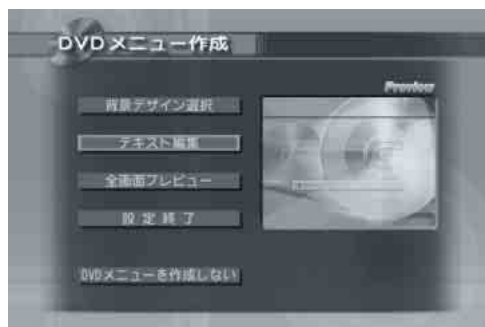 DVDメニュー作成
Preview
背景デザイン選択
テキスト編集
全画面プレビュー
設定終了
DVDメニューを作成しない